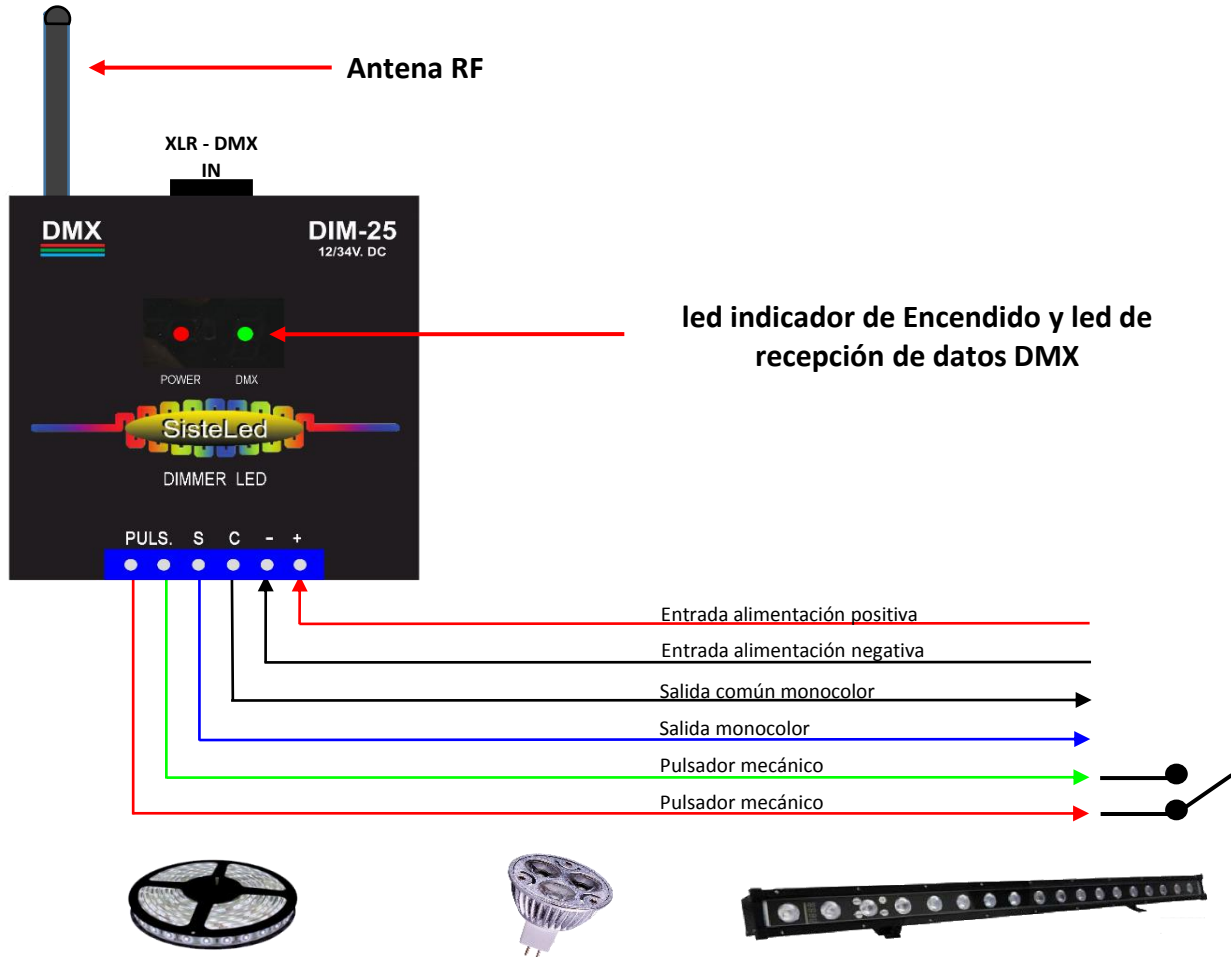 Antena RF
XLR - DMX
IN
DMX
DIM-25
12/34V. DC
led indicador de Encendido y led de
recepción de datos DMX
POWER
DMX
SisteLed
DIMMER LED
PULS. S C - +
Entrada alimentación positiva
Entrada alimentación negativa
Salida común monocolor
Salida monocolor
Pulsador mecánico
Pulsador mecánico